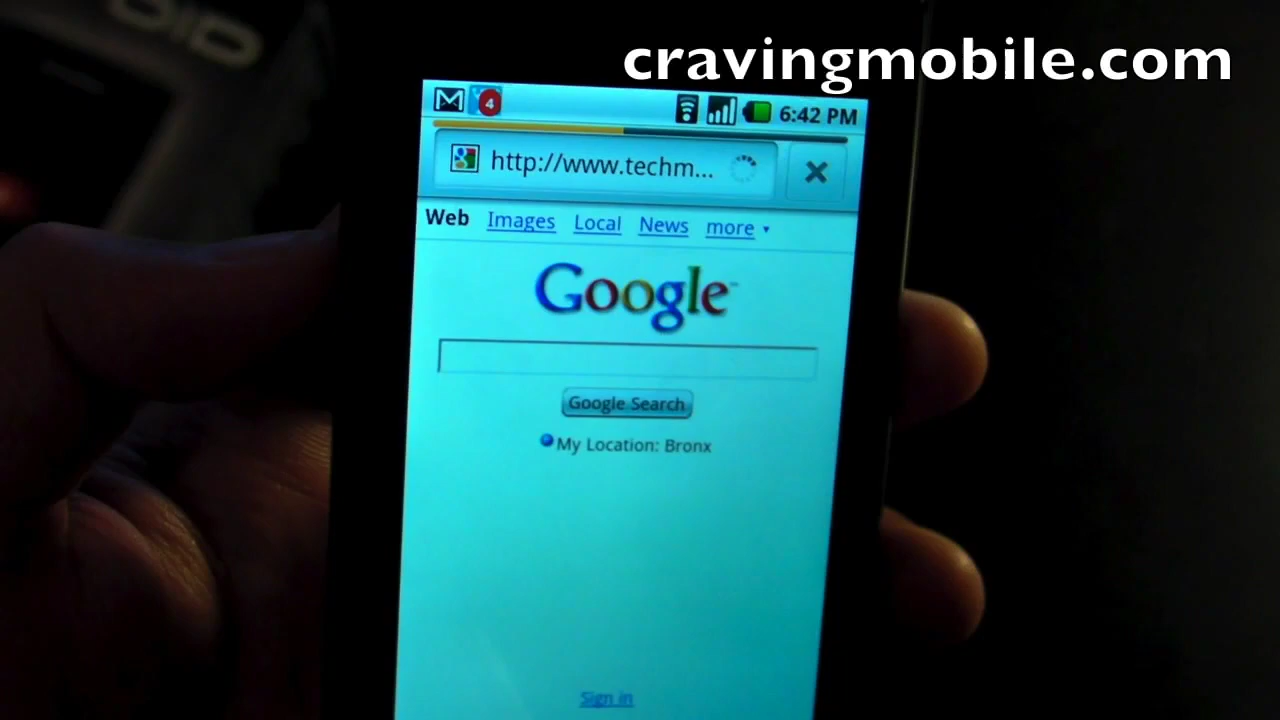 cravingmobile.com
4
6:42 PM
http://www.techm...
Web Images Local News more
Google
Google Search
My Location: Bronx
Sign in